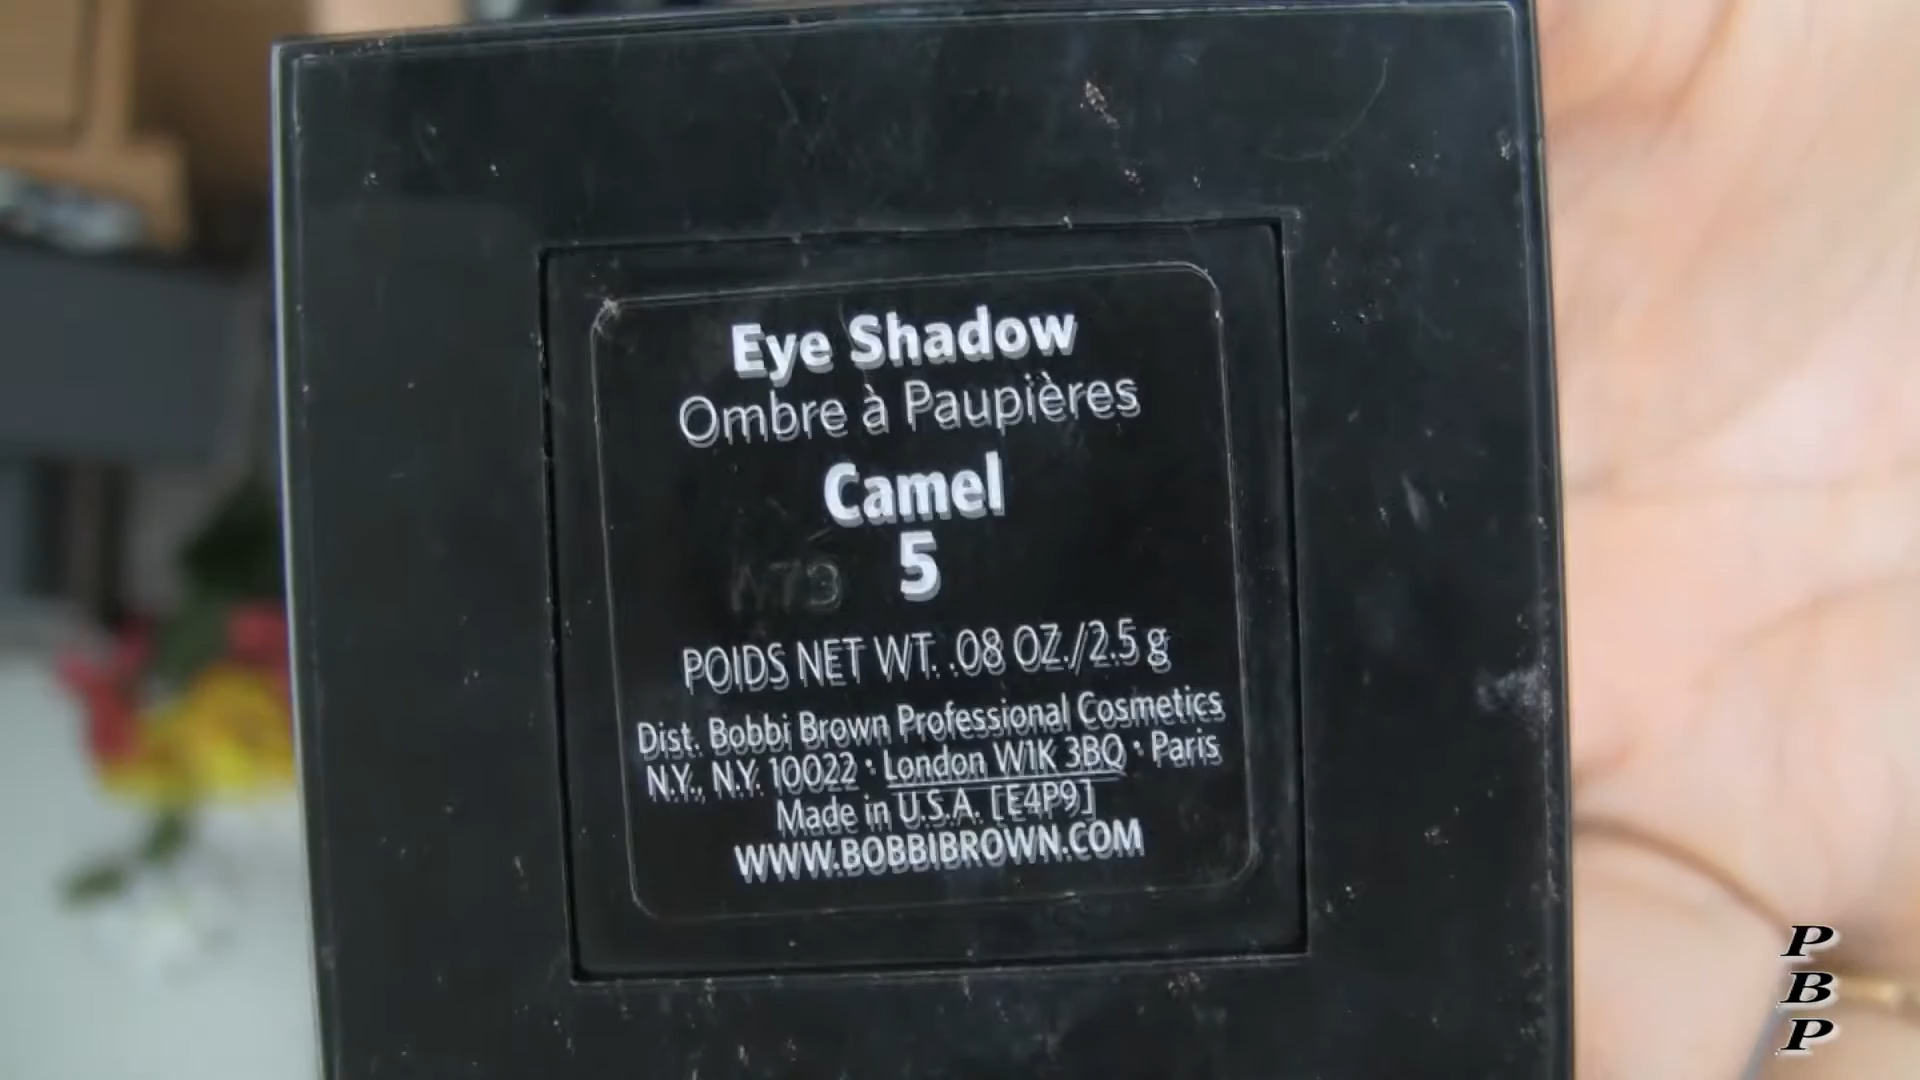 Eye Shadow
Ombre à Paupières
Camel
5
POIDS NET WT. .08 OZ./2.5 g
Dist. Bobbi Brown Professional Cosmetics
N.Y., N.Y. 10022 · London W1K 3BQ · Paris
Made in U.S.A. [E4P9]
WWW.BOBBIBROWN.COM
P
B
P